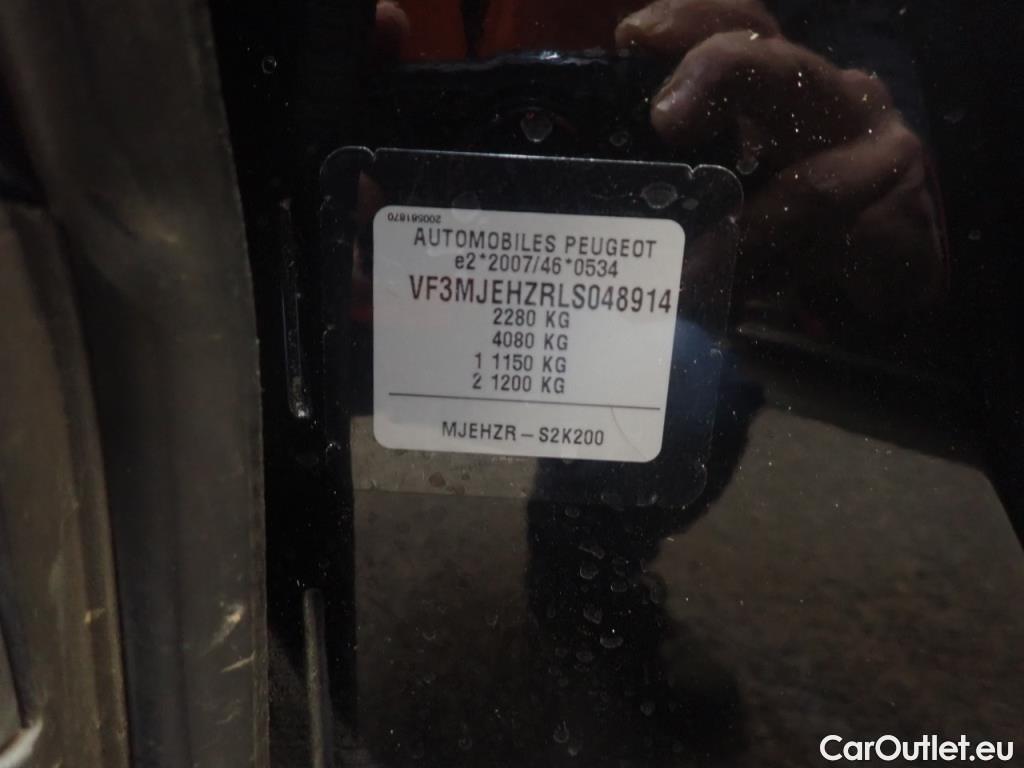 200581870
AUTOMOBILES PEUGEOT
e2*2007/46*0534
VF3MJEHZRLS048914
2280 KG
4080 KG
1 1150 KG
2 1200 KG
MJEHZR – S2K200
CarOutlet.eu